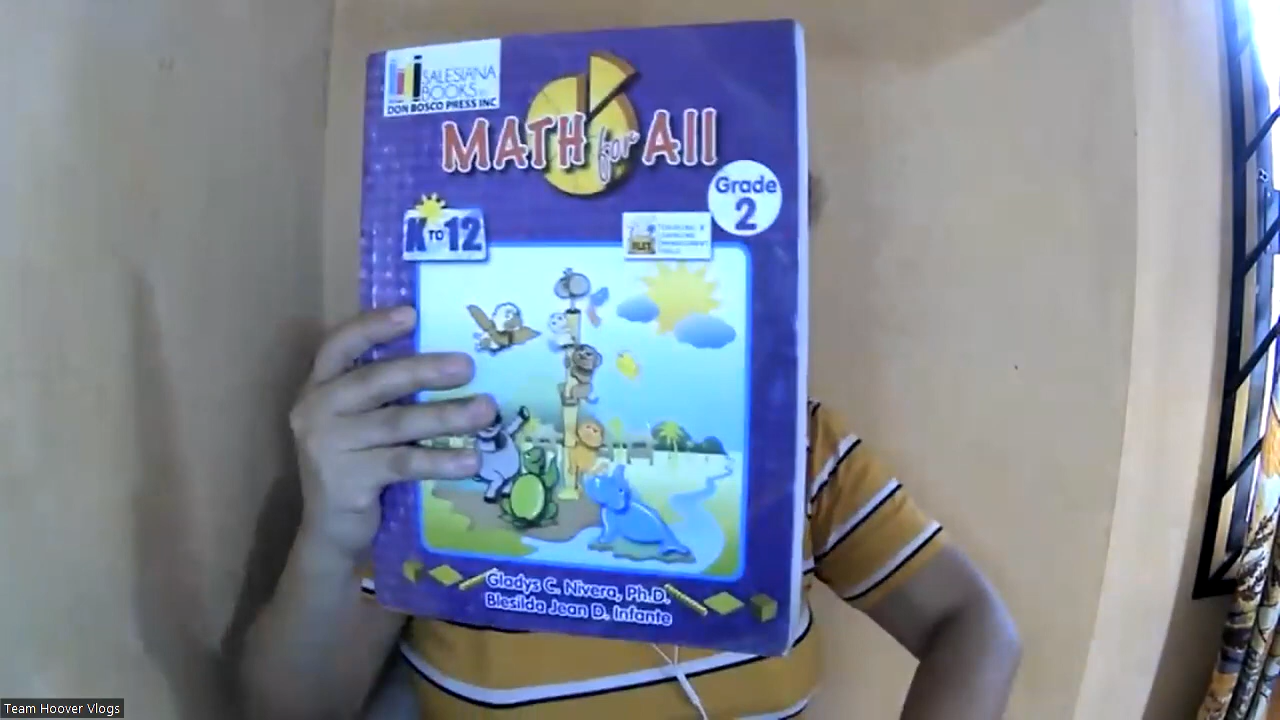 SALESIANA
BOOKS
DON BOSCO PRESS INC
MATH for All
Grade
2
K TO 12
Gladys C. Nivera, Ph.D.
Blesilda Jean D. Infante
Team Hoover Vlogs